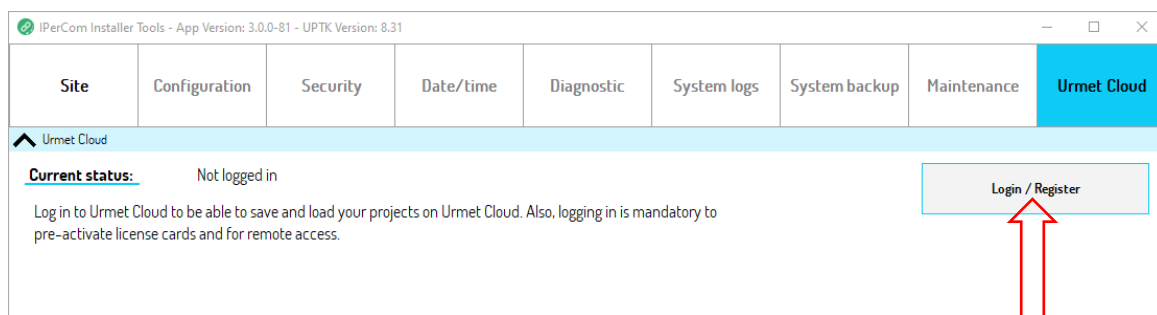 IPerCom Installer Tools - App Version: 3.0.0-81 - UPTK Version: 8.31
Site Configuration Security Date/time Diagnostic System logs System backup Maintenance Urmet Cloud
Urmet Cloud
Current status: Not logged in
Login / Register
Log in to Urmet Cloud to be able to save and load your projects on Urmet Cloud. Also, logging in is mandatory to
pre-activate license cards and for remote access.